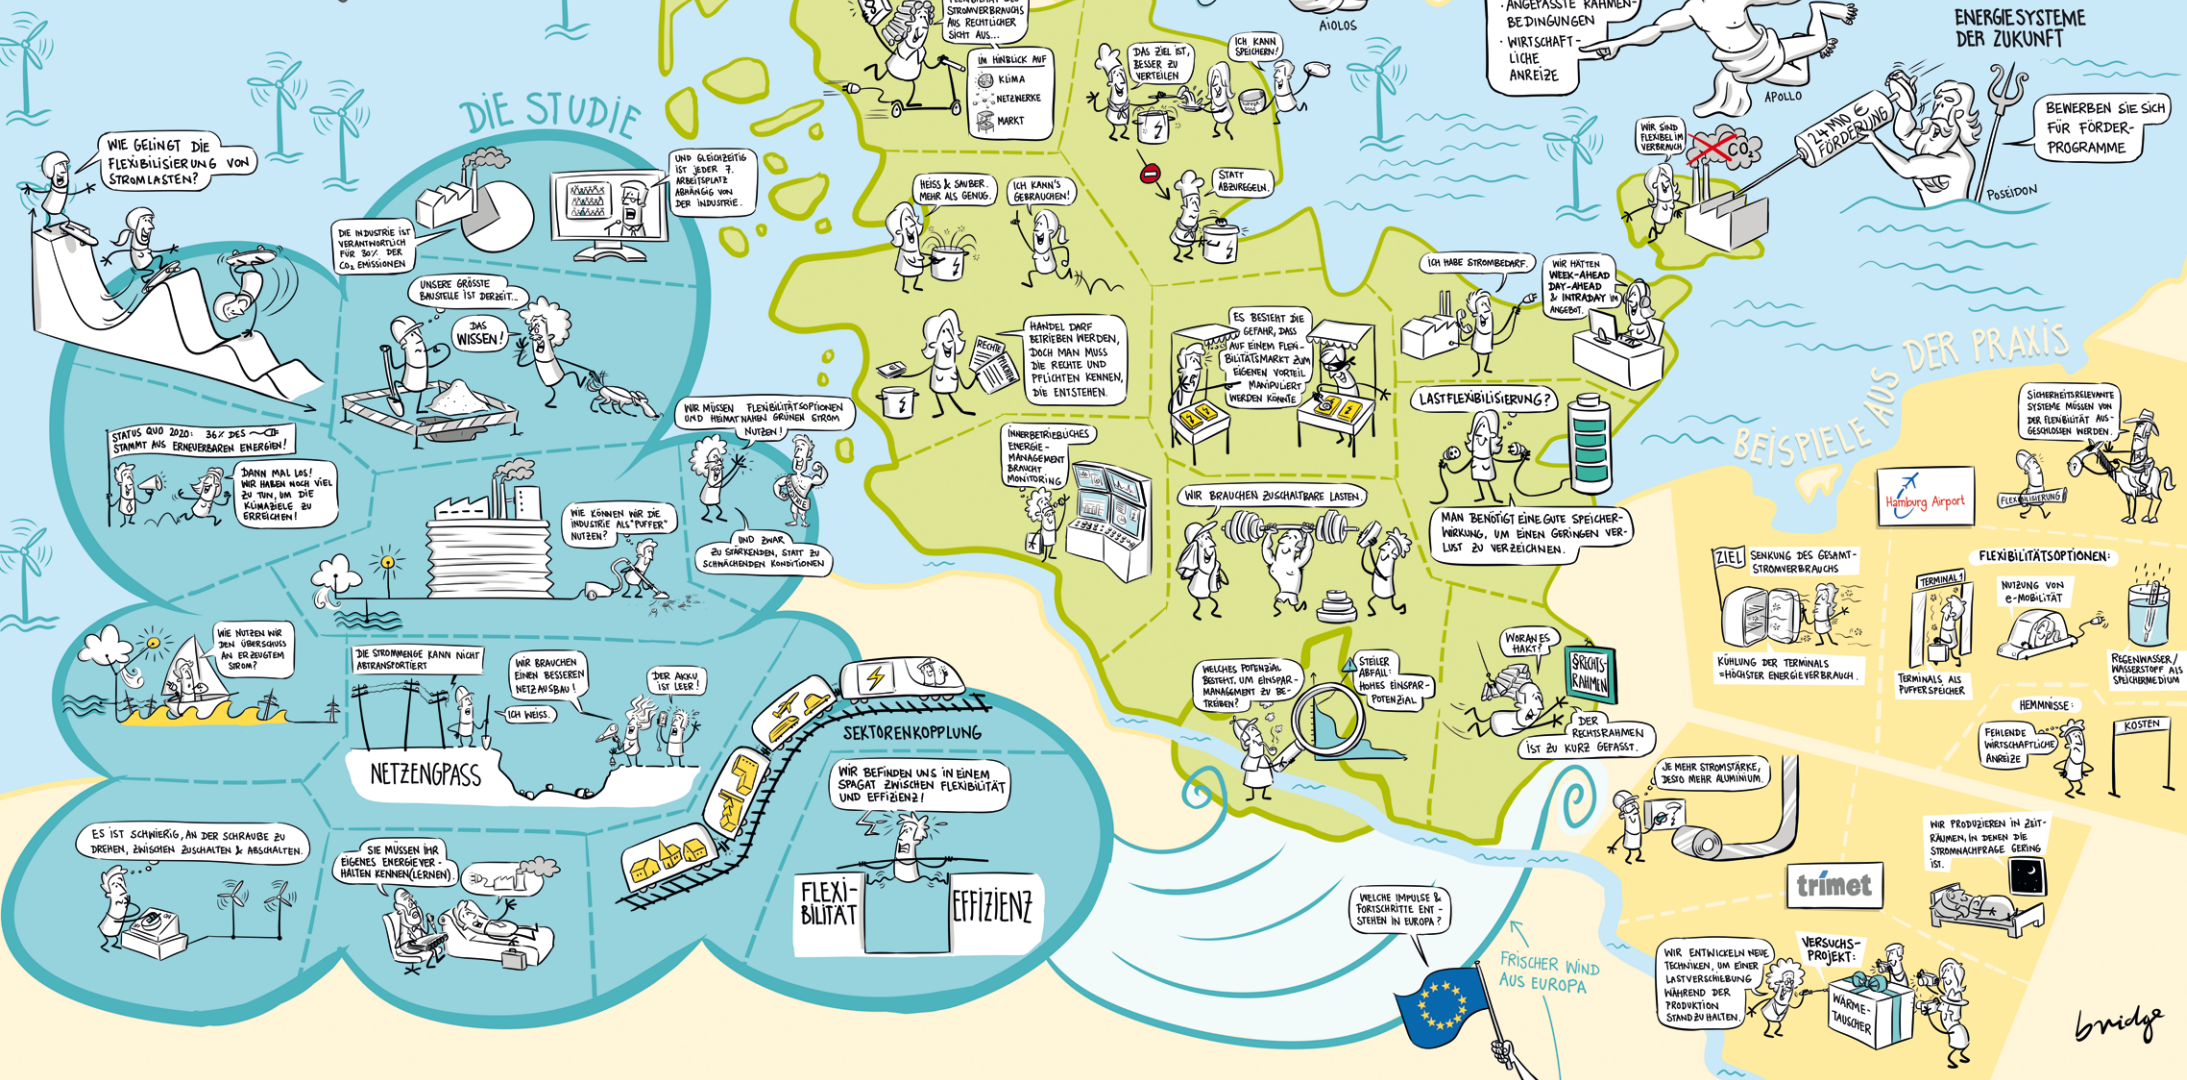 DIE STUDIE
WIE GELINGT DIE
FLEXIBILISIERUNG VON
STROMLASTEN?
DIE INDUSTRIE IST
VERANTWORTLICH
FÜR 30% DER
CO₂ EMISSIONEN
UND GLEICHZEITIG
IST JEDER 7.
ARBEITSPLATZ
ABHÄNGIG VON
DER INDUSTRIE.
UNSERE GRÖSSTE
BAUSTELLE IST DERZEIT...
DAS
WISSEN!
STATUS QUO 2020: 36% DES
STAMMT AUS ERNEUERBAREN ENERGIEN!
DANN MAL LOS!
WIR HABEN NOCH VIEL
ZU TUN, UM DIE
KLIMAZIELE ZU
ERREICHEN!
WIR MÜSSEN FLEXIBILITÄTSOPTIONEN
UND HEIMATNAHEN GRÜNEN STROM
NUTZEN!
INDUSTRIE
UND ZWAR
ZU STÄRKENDEN, STATT ZU
SCHWÄCHENDEN KONDITIONEN
WIE KÖNNEN WIR DIE
INDUSTRIE ALS "PUFFER"
NUTZEN?
WIE NUTZEN WIR
DEN ÜBERSCHUSS
AN ERZEUGTEM
STROM?
DIE STROMMENGE KANN NICHT
ABTRANSPORTIERT
WIR BRAUCHEN
EINEN BESSEREN
NETZAUSBAU!
ICH WEISS.
DER AKKU
IST LEER!
NETZENGPASS
SEKTORENKOPPLUNG
ES IST SCHWIERIG, AN DER SCHRAUBE ZU
DREHEN, ZWISCHEN ZUSCHALTEN & ABSCHALTEN.
SIE MÜSSEN IHR
EIGENES ENERGIEVER-
HALTEN KENNEN(LERNEN).
WIR BEFINDEN UNS IN EINEM
SPAGAT ZWISCHEN FLEXIBILITÄT
UND EFFIZIENZ!
FLEXI-
BILITÄT
EFFIZIENZ
STROMVERBRAUCHS
AUS RECHTLICHER
SICHT AUS...
IM HINBLICK AUF
KLIMA
NETZWERKE
MARKT
DAS ZIEL IST,
BESSER ZU
VERTEILEN
ICH KANN
SPEICHERN!
STATT
ABZUREGELN.
HEISS & SAUBER.
MEHR ALS GENUG.
ICH KANN'S
GEBRAUCHEN!
RECHTE
PFLICHTEN
HANDEL DARF
BETRIEBEN WERDEN,
DOCH MAN MUSS
DIE RECHTE UND
PFLICHTEN KENNEN,
DIE ENTSTEHEN.
ES BESTEHT DIE
GEFAHR, DASS
AUF EINEM FLEXI-
BILITÄTSMARKT ZUM
EIGENEN VORTEIL
MANIPULIERT
WERDEN KÖNNTE
ICH HABE STROMBEDARF.
WIR HÄTTEN
WEEK-AHEAD
DAY-AHEAD
& INTRADAY IM
ANGEBOT.
LASTFLEXIBILISIERUNG?
MAN BENÖTIGT EINE GUTE SPEICHER-
WIRKUNG, UM EINEN GERINGEN VER-
LUST ZU VERZEICHNEN.
INNERBETRIEBLICHES
ENERGIE-
MANAGEMENT
BRAUCHT
MONITORING
WIR BRAUCHEN ZUSCHALTBARE LASTEN.
WELCHES POTENZIAL
BESTEHT, UM EINSPAR-
MANAGEMENT ZU BE-
TREIBEN?
STEILER
ABFALL:
HOHES EINSPAR-
POTENZIAL
WORAN ES
HAKT?
§RECHTS-
RAHMEN
DER
RECHTSRAHMEN
IST ZU KURZ GEFASST.
WELCHE IMPULSE &
FORTSCHRITTE ENT-
STEHEN IN EUROPA?
FRISCHER WIND
AUS EUROPA
AIOLOS
· ANGEPASSTE RAHMEN-
BEDINGUNGEN
· WIRTSCHAFT-
LICHE
ANREIZE
APOLLO
ENERGIESYSTEME
DER ZUKUNFT
24 MIO €
FÖRDERUNG
BEWERBEN SIE SICH
FÜR FÖRDER-
PROGRAMME
POSEIDON
WIR SIND
FLEXIBEL IM
VERBRAUCH
CO₂
BEISPIELE AUS DER PRAXIS
Hamburg Airport
SICHERHEITSRELEVANTE
SYSTEME MÜSSEN VON
DER FLEXIBILITÄT AUS-
GESCHLOSSEN WERDEN.
FLEXIBILISIERUNG
ZIEL
SENKUNG DES GESAMT-
STROMVERBRAUCHS
KÜHLUNG DER TERMINALS
=HÖCHSTER ENERGIEVERBRAUCH.
FLEXIBILITÄTSOPTIONEN:
TERMINAL 1
TERMINALS ALS
PUFFERSPEICHER
NUTZUNG VON
e-MOBILITÄT
REGENWASSER/
WASSERSTOFF ALS
SPEICHERMEDIUM
HEMMNISSE:
FEHLENDE
WIRTSCHAFTLICHE
ANREIZE
KOSTEN
JE MEHR STROMSTÄRKE,
DESTO MEHR ALUMINIUM.
trimet
WIR PRODUZIEREN IN ZEIT-
RÄUMEN, IN DENEN DIE
STROMNACHFRAGE GERING
IST.
WIR ENTWICKELN NEUE
TECHNIKEN, UM EINER
LASTVERSCHIEBUNG
WÄHREND DER
PRODUKTION
STANDZUHALTEN.
VERSUCHS-
PROJEKT:
WÄRME-
TAUSCHER
bridge